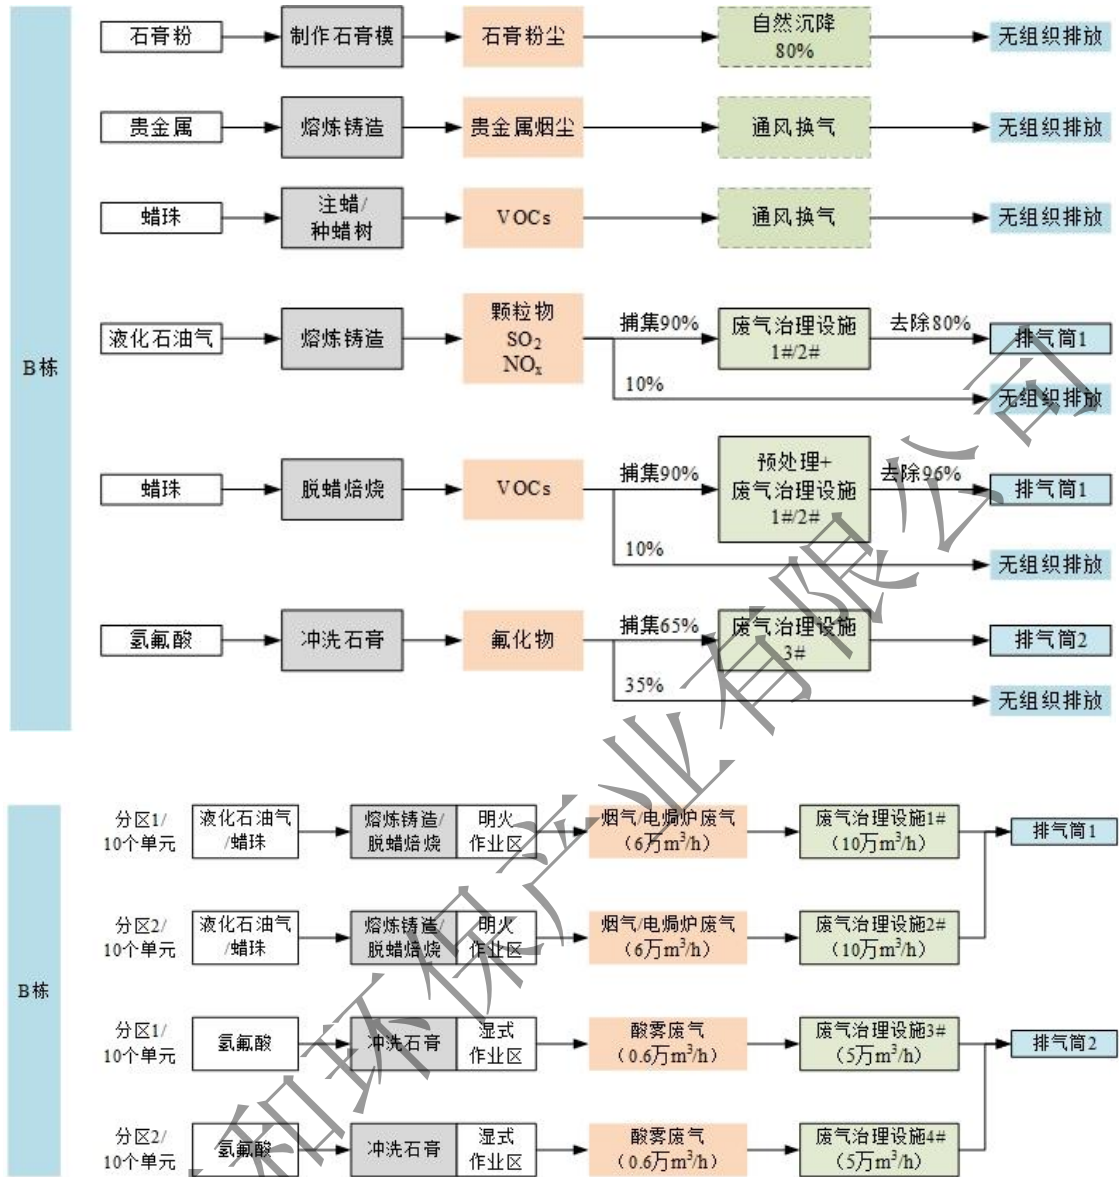 石膏粉
制作石膏模
石膏粉尘
自然沉降
80%
无组织排放
贵金属
熔炼铸造
贵金属烟尘
通风换气
无组织排放
蜡珠
注蜡/
种蜡树
VOCs
通风换气
无组织排放
B栋
液化石油气
熔炼铸造
颗粒物
SO₂
NOₓ
捕集90%
废气治理设施
1#/2#
去除80%
排气筒1
10%
无组织排放
蜡珠
脱蜡焙烧
VOCs
捕集90%
预处理+
废气治理设施
1#/2#
去除96%
排气筒1
10%
无组织排放
氢氟酸
冲洗石膏
氟化物
捕集65%
废气治理设施
3#
排气筒2
35%
无组织排放
B栋
分区1/
10个单元
液化石油气
/蜡珠
熔炼铸造/
脱蜡焙烧
明火
作业区
烟气/电焗炉废气
(6万m³/h)
废气治理设施1#
(10万m³/h)
排气筒1
分区2/
10个单元
液化石油气
/蜡珠
熔炼铸造/
脱蜡焙烧
明火
作业区
烟气/电焗炉废气
(6万m³/h)
废气治理设施2#
(10万m³/h)
分区1/
10个单元
氢氟酸
冲洗石膏
湿式
作业区
酸雾废气
(0.6万m³/h)
废气治理设施3#
(5万m³/h)
排气筒2
分区2/
10个单元
氢氟酸
冲洗石膏
湿式
作业区
酸雾废气
(0.6万m³/h)
废气治理设施4#
(5万m³/h)
和环保产业有限公司